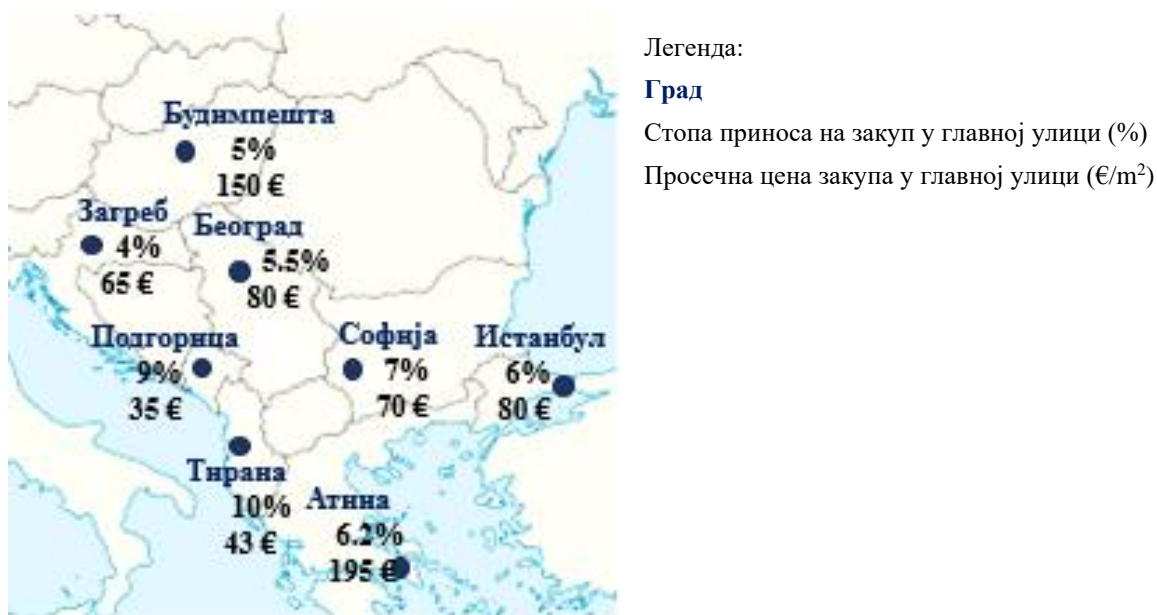 Будимпешта
5%
150 €
Загреб
4%
65 €
Београд
5.5%
80 €
Подгорица
9%
35 €
Софија
7%
70 €
Истанбул
6%
80 €
Тирана
10%
43 €
Атина
6.2%
195 €
Легенда:
Град
Стопа приноса на закуп у главној улици (%)
Просечна цена закупа у главној улици (€/m²)